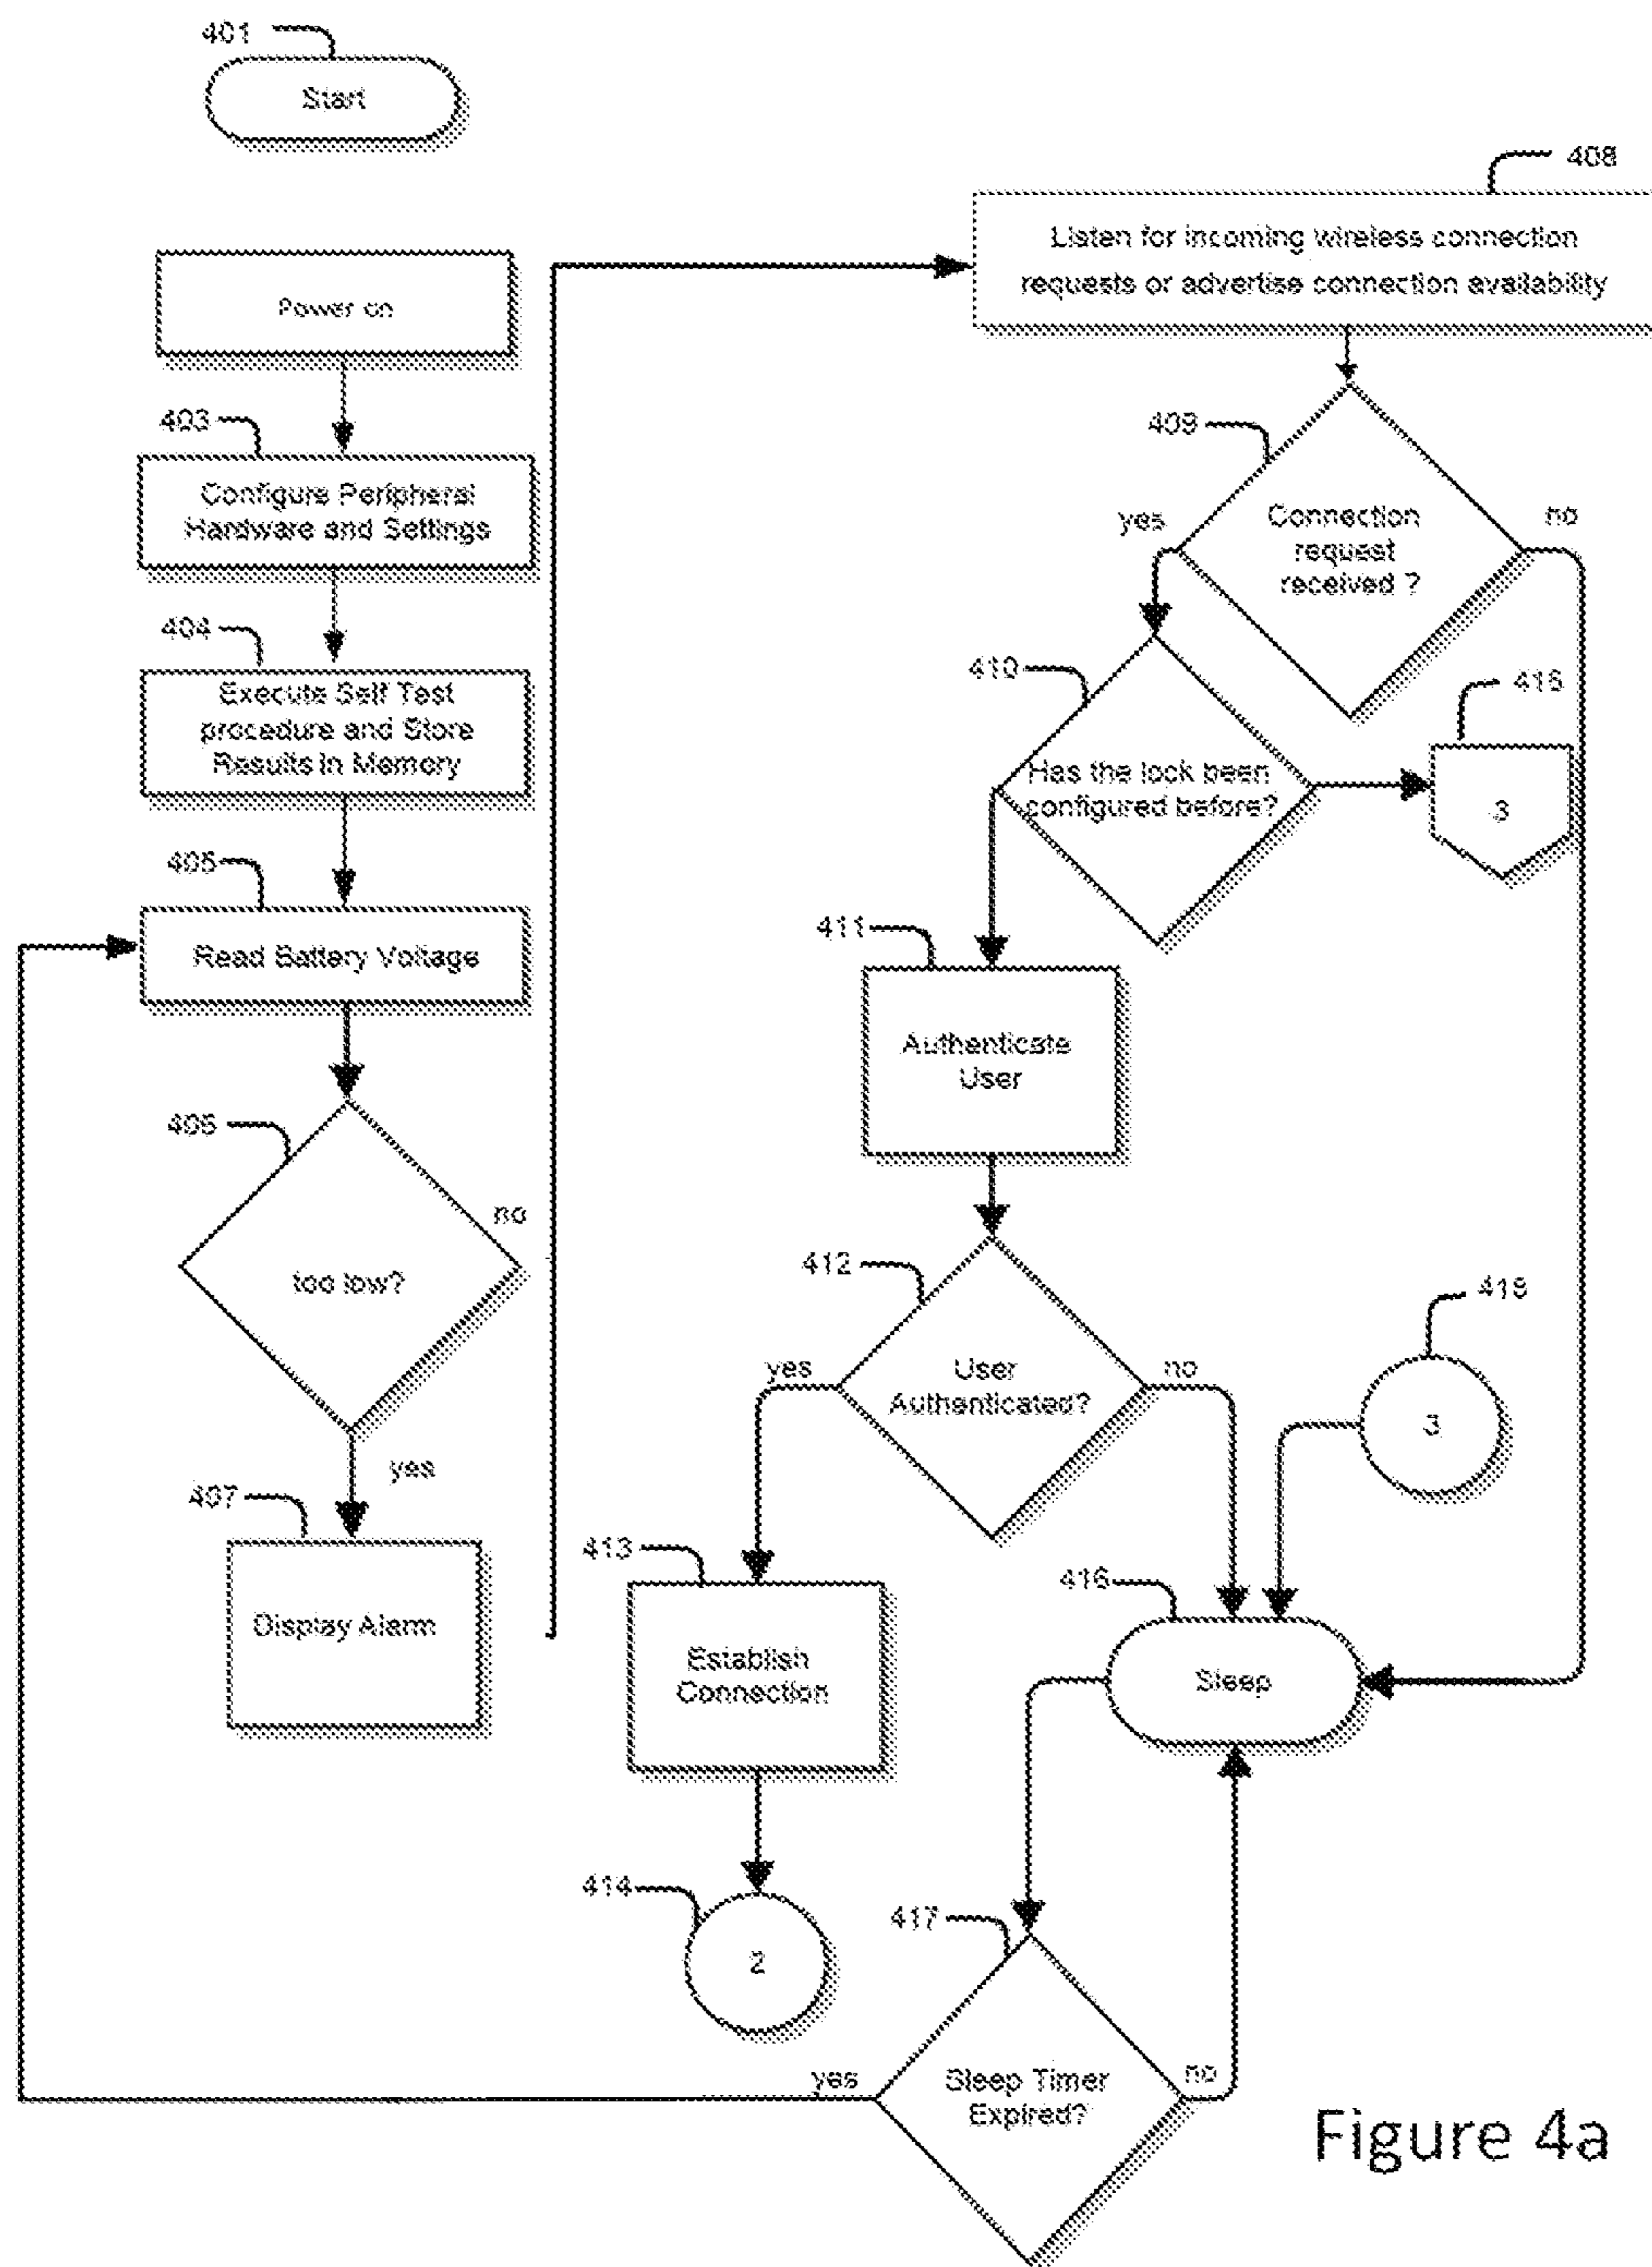 401
Start
Power on
403
Configure Peripheral
Hardware and Settings
404
Execute Self Test
procedure and Store
Results in Memory
405
Read Battery Voltage
406
no
too low?
yes
407
Display Alarm
408
Listen for incoming wireless connection
requests or advertise connection availability
409
yes
Connection
request
received ?
no
410
Has the lock been
configured before?
415
3
411
Authenticate
User
412
yes
User
Authenticated?
no
418
3
413
Establish
Connection
416
Sleep
414
2
417
yes
Sleep Timer
Expired?
no
Figure 4a